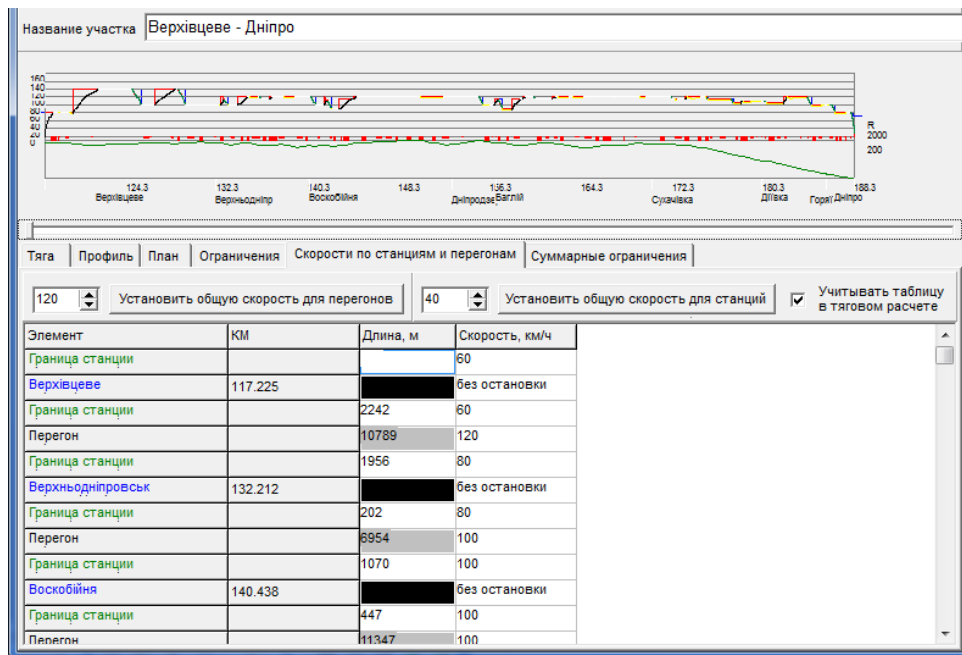 Название участка Верхівцеве - Дніпро
160
140
120
100
80
60
40
20
0
R
2000
200
124.3 132.3 140.3 148.3 156.3 164.3 172.3 180.3 188.3
Верхівцеве Верхньодніпр Воскобійня Дніпродзе Баглій Сухачівка Діївка Горяї Дніпро
Тяга Профиль План Ограничения Скорости по станциям и перегонам Суммарные ограничения
120 Установить общую скорость для перегонов 40 Установить общую скорость для станций Учитывать таблицу
в тяговом расчете
Элемент КМ Длина, м Скорость, км/ч
Граница станции 60
Верхівцеве 117.225 без остановки
Граница станции 2242 60
Перегон 10789 120
Граница станции 1956 80
Верхньодніпровськ 132.212 без остановки
Граница станции 202 80
Перегон 6954 100
Граница станции 1070 100
Воскобійня 140.438 без остановки
Граница станции 447 100
Перегон 11347 100